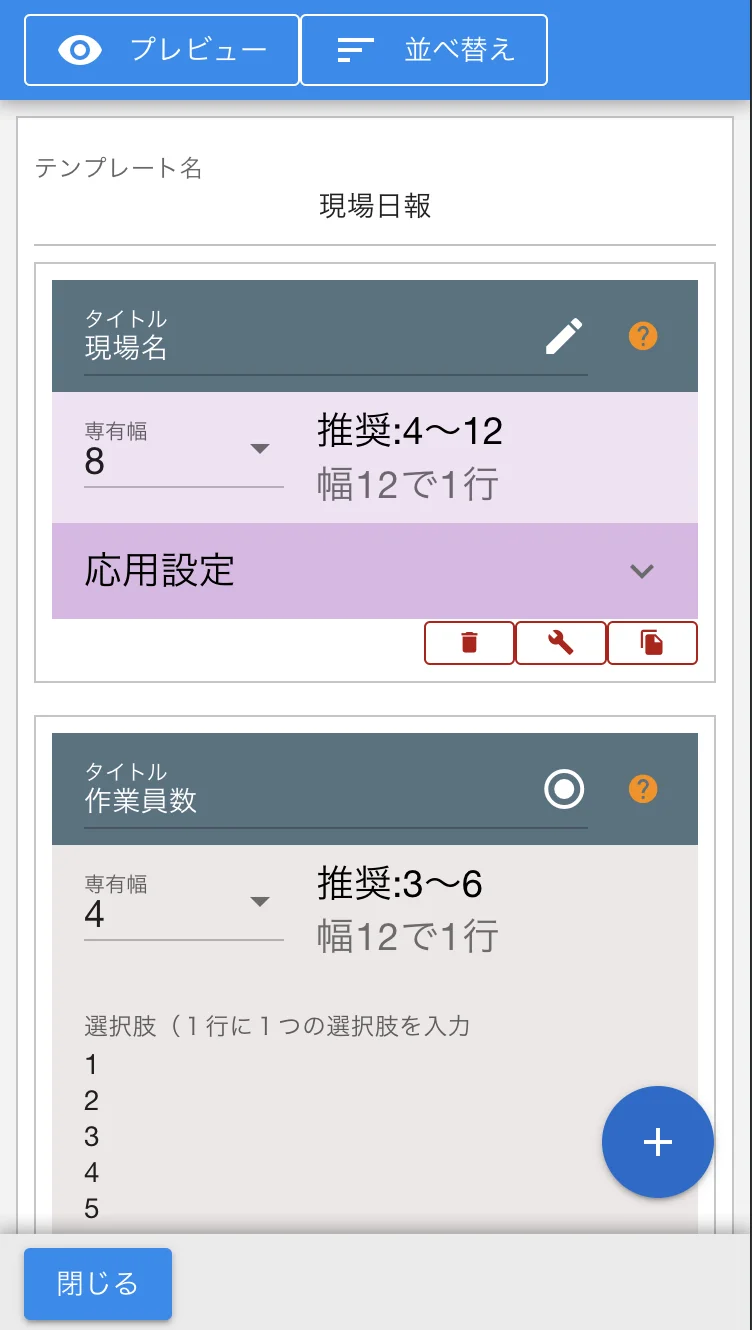 プレビュー 並べ替え
テンプレート名
現場日報
タイトル
現場名
?
専有幅
8
推奨:4〜12
幅12で1行
応用設定
タイトル
作業員数
?
専有幅
4
推奨:3〜6
幅12で1行
選択肢（１行に１つの選択肢を入力
1
2
3
4
5
閉じる